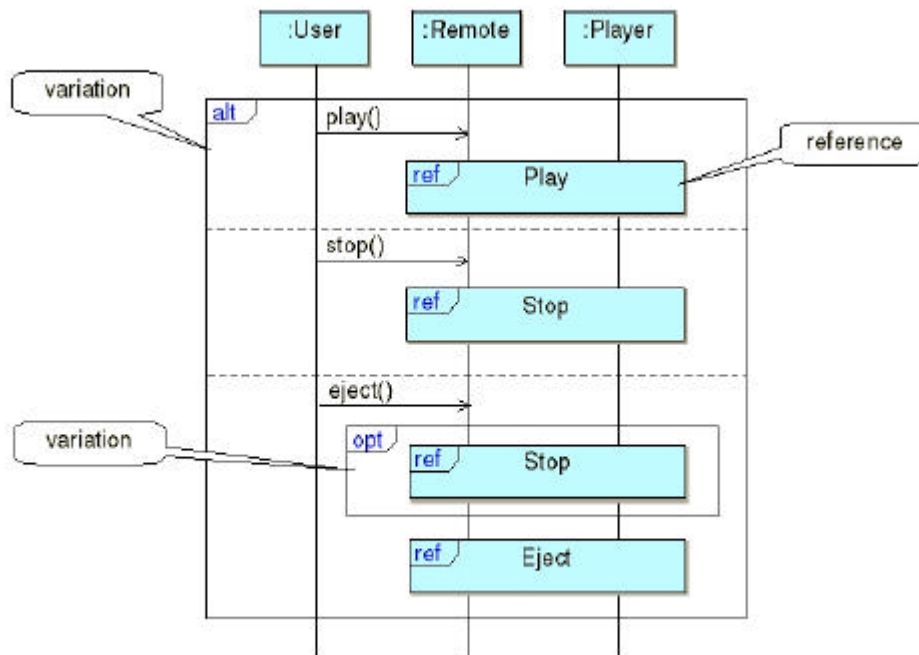 :User :Remote :Player
variation
alt
play()
reference
ref Play
stop()
ref Stop
eject()
variation
opt
ref Stop
ref Eject